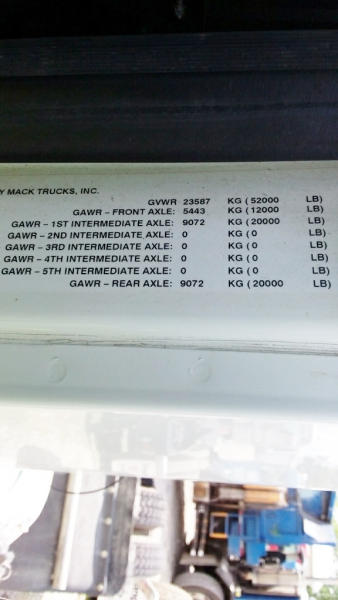 Y MACK TRUCKS, INC.
GVWR 23587 KG ( 52000 LB)
GAWR – FRONT AXLE: 5443 KG ( 12000 LB)
GAWR – 1ST INTERMEDIATE AXLE: 9072 KG ( 20000 LB)
GAWR – 2ND INTERMEDIATE AXLE: 0 KG ( 0 LB)
GAWR – 3RD INTERMEDIATE AXLE: 0 KG ( 0 LB)
GAWR – 4TH INTERMEDIATE AXLE: 0 KG ( 0 LB)
GAWR – 5TH INTERMEDIATE AXLE: 0 KG ( 0 LB)
GAWR – REAR AXLE: 9072 KG ( 20000 LB)